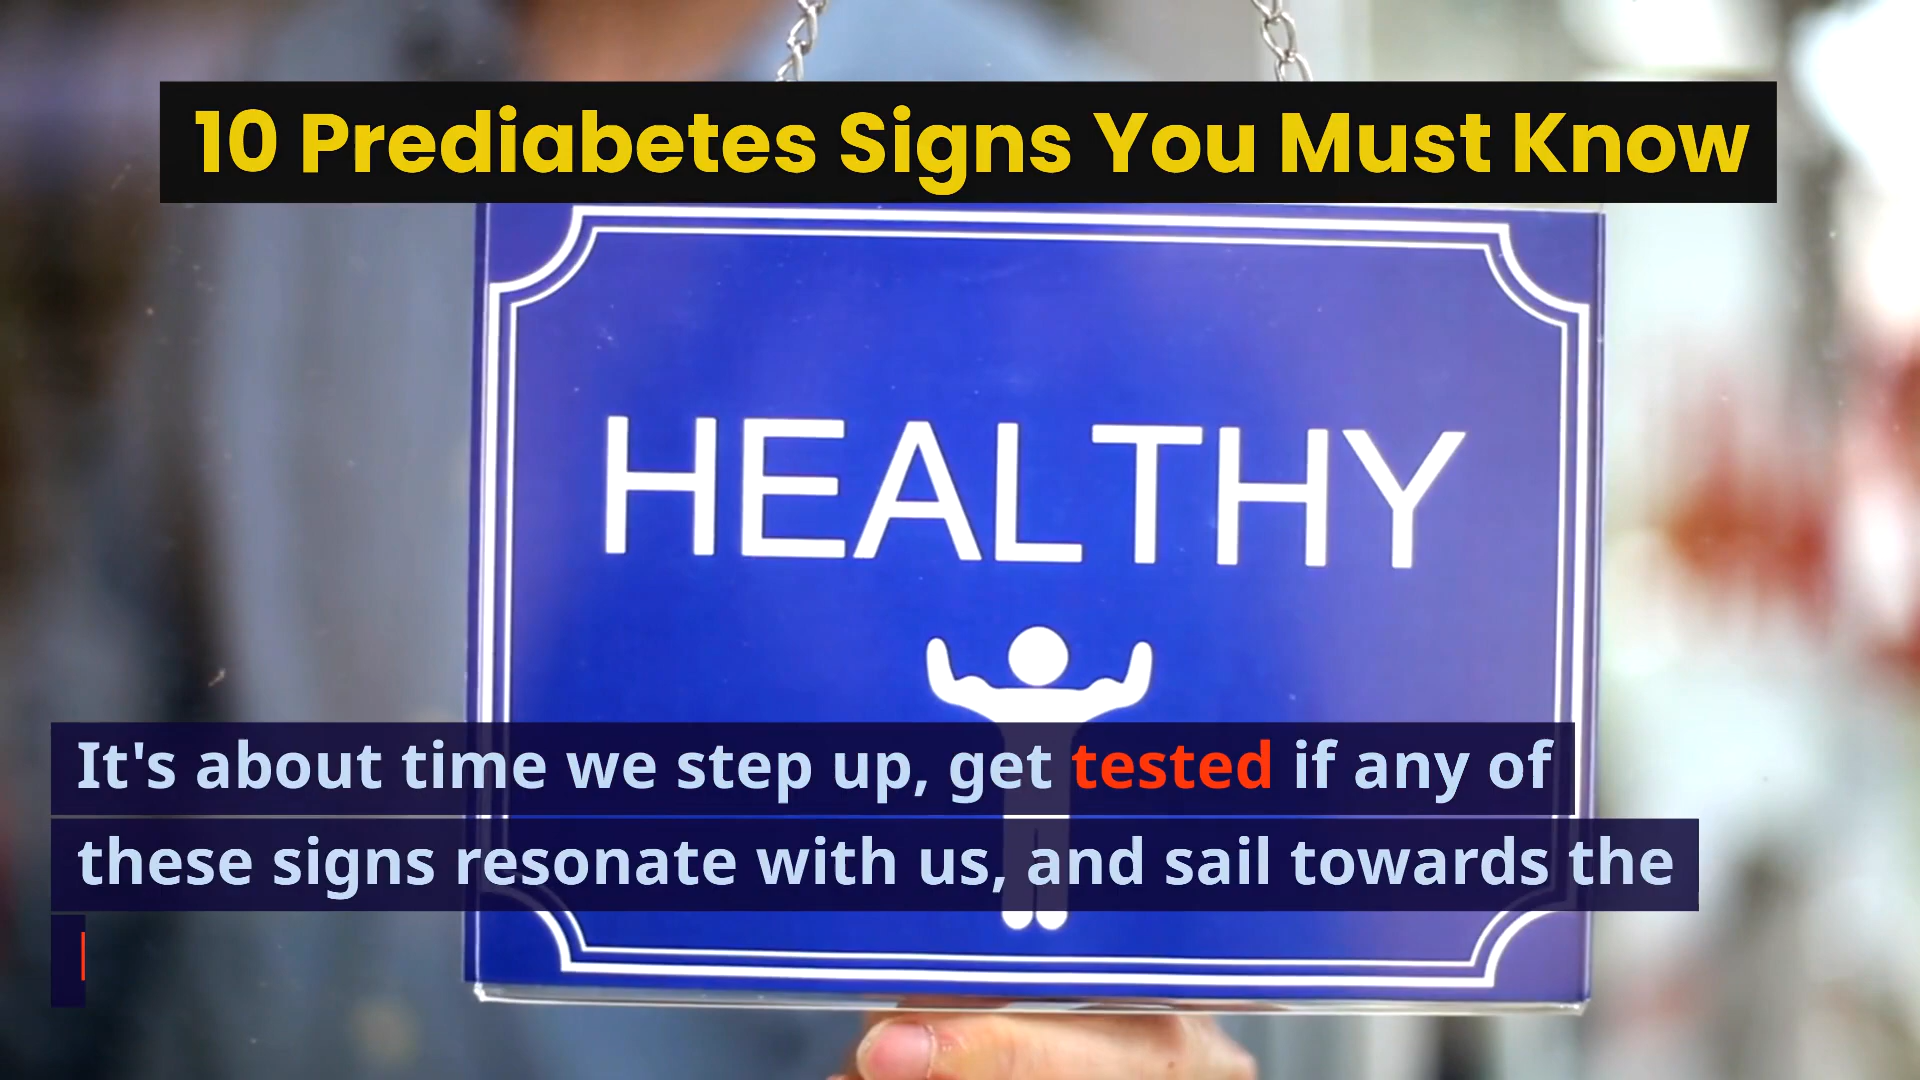 10 Prediabetes Signs You Must Know
HEALTHY
It's about time we step up, get tested if any of
these signs resonate with us, and sail towards the